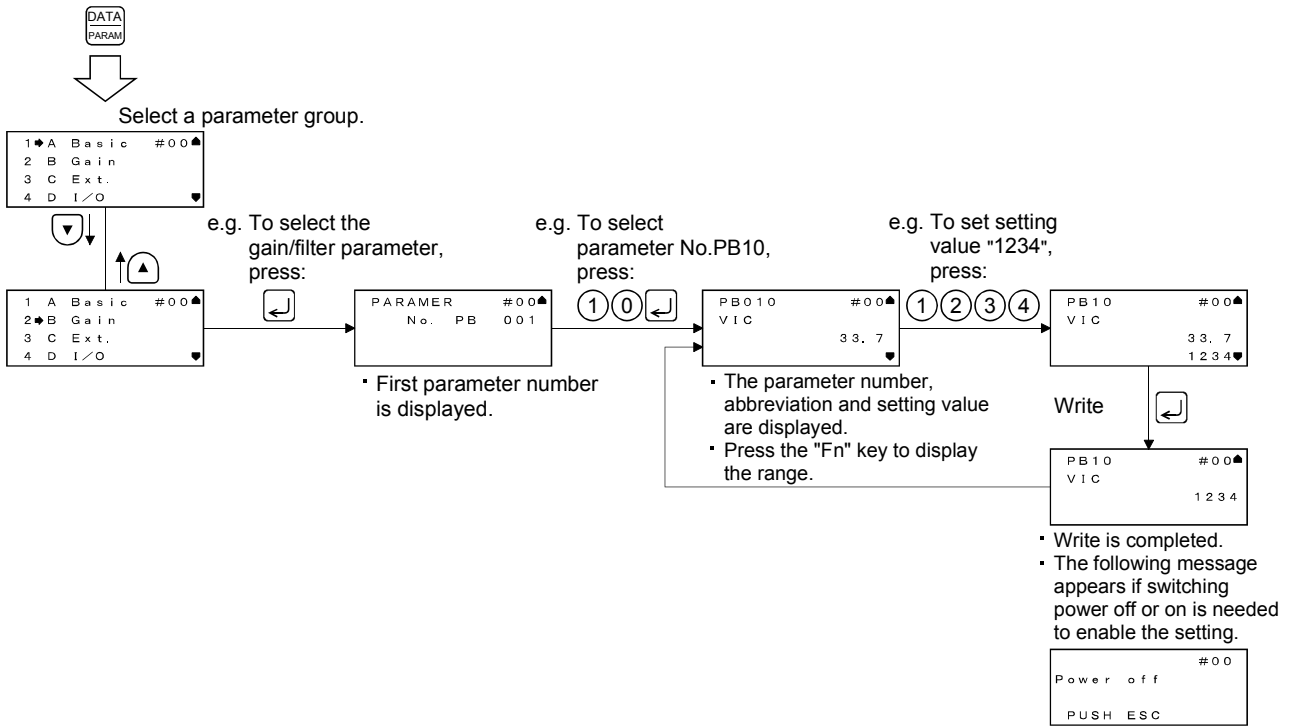 DATA
PARAM
Select a parameter group.
1➡A Basic #00
2 B Gain
3 C Ext.
4 D I/O
▼
▲
1 A Basic #00
2➡B Gain
3 C Ext.
4 D I/O
e.g. To select the
gain/filter parameter,
press:
PARAMER #00
No. PB 001
▪ First parameter number
is displayed.
e.g. To select
parameter No.PB10,
press:
1 0
PB010 #00
VIC
33. 7
▪ The parameter number,
abbreviation and setting value
are displayed.
▪ Press the "Fn" key to display
the range.
e.g. To set setting
value "1234",
press:
1 2 3 4
PB10 #00
VIC
33. 7
1234
Write
PB10 #00
VIC
1234
▪ Write is completed.
▪ The following message
appears if switching
power off or on is needed
to enable the setting.
#00
Power off
PUSH ESC